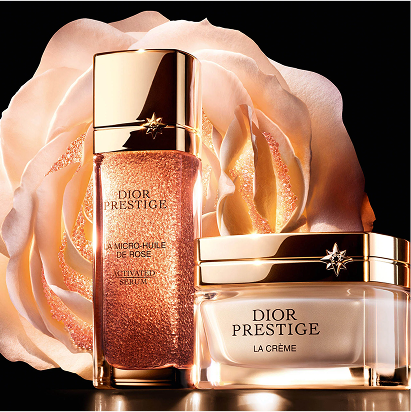 DIOR
PRESTIGE
LA MICRO-HUILE
DE ROSE
ACTIVATED
SERUM
DIOR
PRESTIGE
LA CRÈME